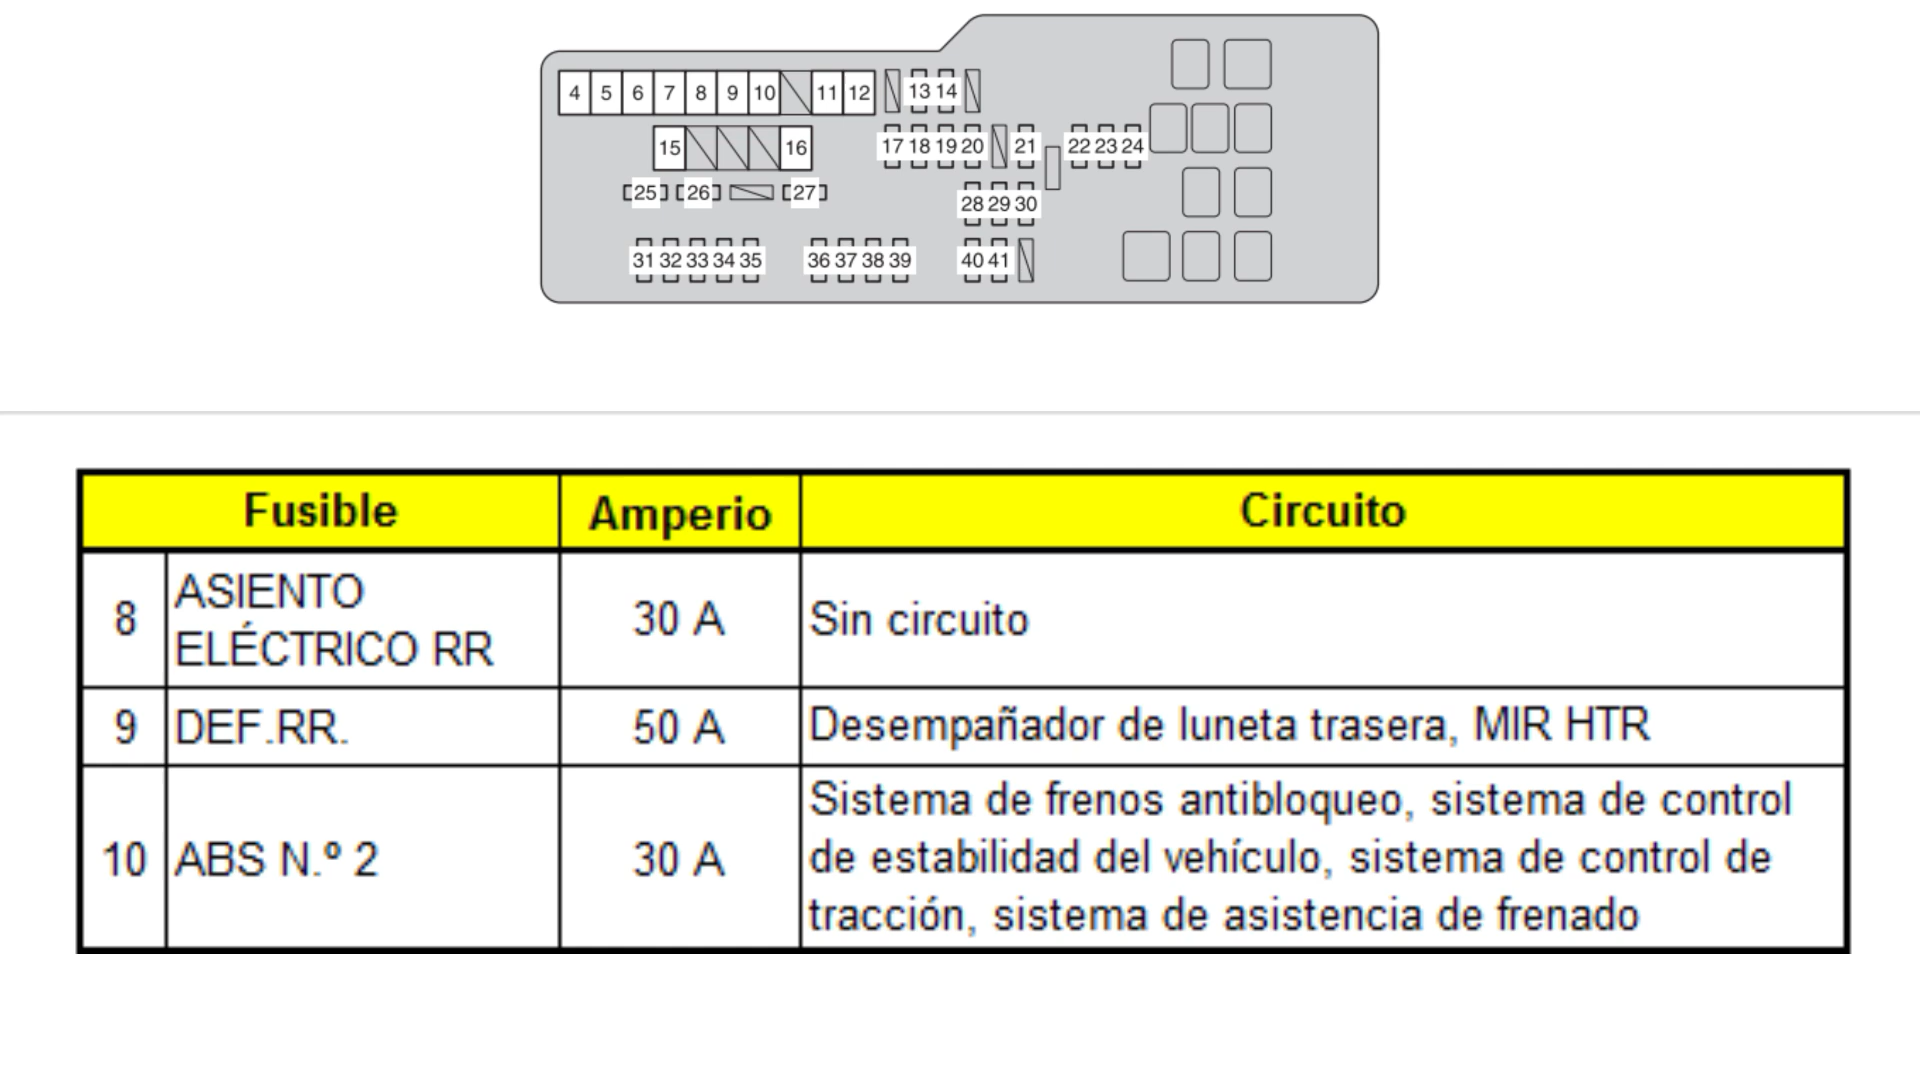 4 5 6 7 8 9 10 11 12 13 14
15 16 17 18 19 20 21 22 23 24
25 26 27 28 29 30
31 32 33 34 35 36 37 38 39 40 41
Fusible Amperio Circuito
8 ASIENTO
ELÉCTRICO RR 30 A Sin circuito
9 DEF.RR. 50 A Desempañador de luneta trasera, MIR HTR
10 ABS N.º 2 30 A Sistema de frenos antibloqueo, sistema de control
de estabilidad del vehículo, sistema de control de
tracción, sistema de asistencia de frenado